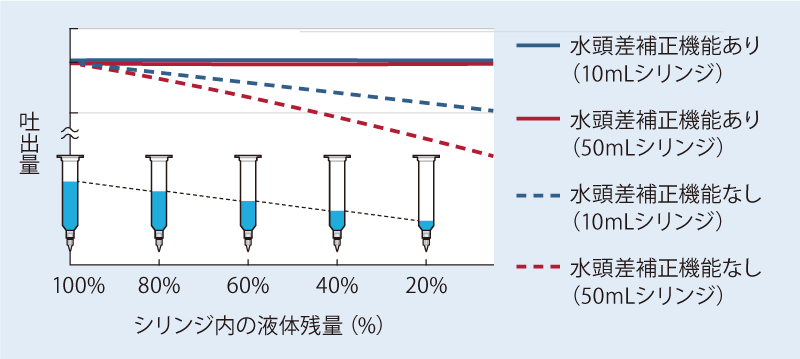 水頭差補正機能あり
（10mLシリンジ）
水頭差補正機能あり
（50mLシリンジ）
水頭差補正機能なし
（10mLシリンジ）
水頭差補正機能なし
（50mLシリンジ）
吐出量
100% 80% 60% 40% 20%
シリンジ内の液体残量（%）